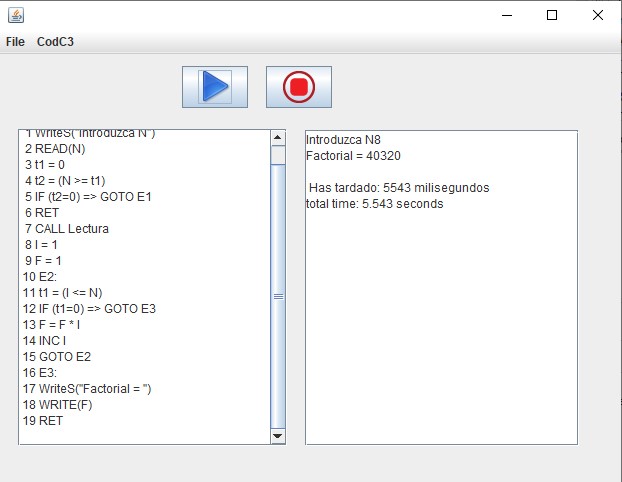 File CodC3
1 WriteS("Introduzca N")
2 READ(N)
3 t1 = 0
4 t2 = (N >= t1)
5 IF (t2=0) => GOTO E1
6 RET
7 CALL Lectura
8 I = 1
9 F = 1
10 E2:
11 t1 = (I <= N)
12 IF (t1=0) => GOTO E3
13 F = F * I
14 INC I
15 GOTO E2
16 E3:
17 WriteS("Factorial = ")
18 WRITE(F)
19 RET
Introduzca N8
Factorial = 40320
Has tardado: 5543 milisegundos
total time: 5.543 seconds